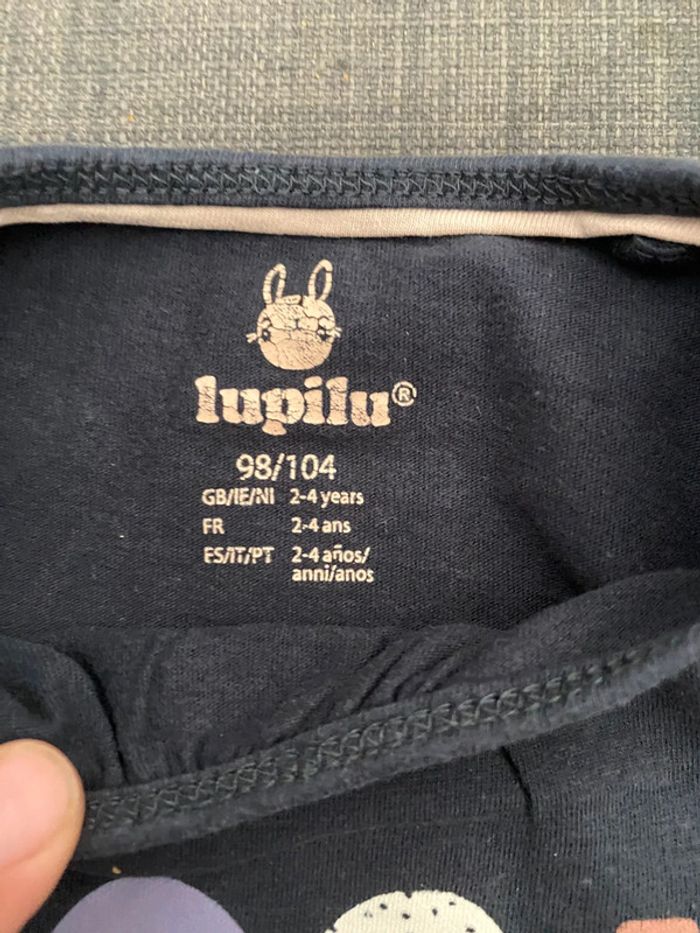 lupilu®
98/104
GB/IE/NI 2-4 years
FR 2-4 ans
ES/IT/PT 2-4 años/
anni/anos